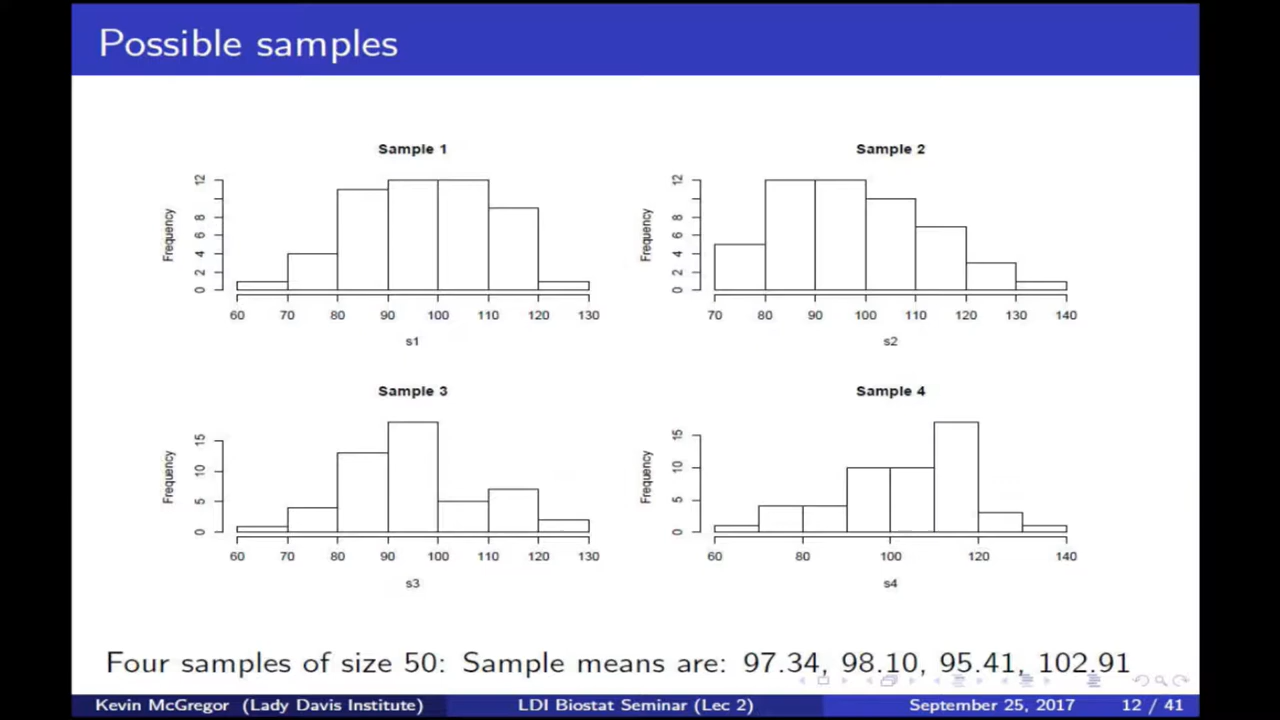 Possible samples
Sample 1
Frequency
0 2 4 6 8 12
60 70 80 90 100 110 120 130
s1
Sample 2
Frequency
0 2 4 6 8 12
70 80 90 100 110 120 130 140
s2
Sample 3
Frequency
0 5 10 15
60 70 80 90 100 110 120 130
s3
Sample 4
Frequency
0 5 10 15
60 80 100 120 140
s4
Four samples of size 50: Sample means are: 97.34, 98.10, 95.41, 102.91
Kevin McGregor (Lady Davis Institute) LDI Biostat Seminar (Lec 2) September 25, 2017 12 / 41